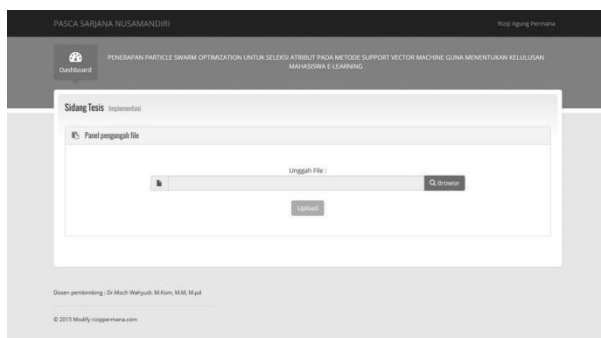 PASCA SARJANA NUSAMANDIRI
Rizqi Agung Permana
Dashboard
PENERAPAN PARTICLE SWARM OPTIMIZATION UNTUK SELEKSI ATRIBUT PADA METODE SUPPORT VECTOR MACHINE GUNA MENENTUKAN KELULUSAN
MAHASISWA E-LEARNING
Sidang Tesis Implementasi
Panel pengangah file
Unggah File :
Browse
Upload
Dosen pembimbing : Dr.Moch Wahyudi. M.Kom, M.M, M.pd
© 2015 Modify rizqipermana.com